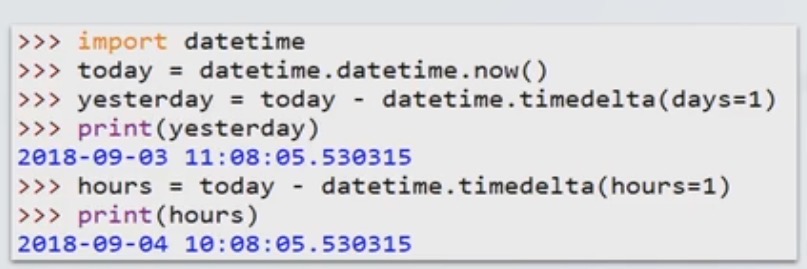 >>> import datetime
>>> today = datetime.datetime.now()
>>> yesterday = today - datetime.timedelta(days=1)
>>> print(yesterday)
2018-09-03 11:08:05.530315
>>> hours = today - datetime.timedelta(hours=1)
>>> print(hours)
2018-09-04 10:08:05.530315